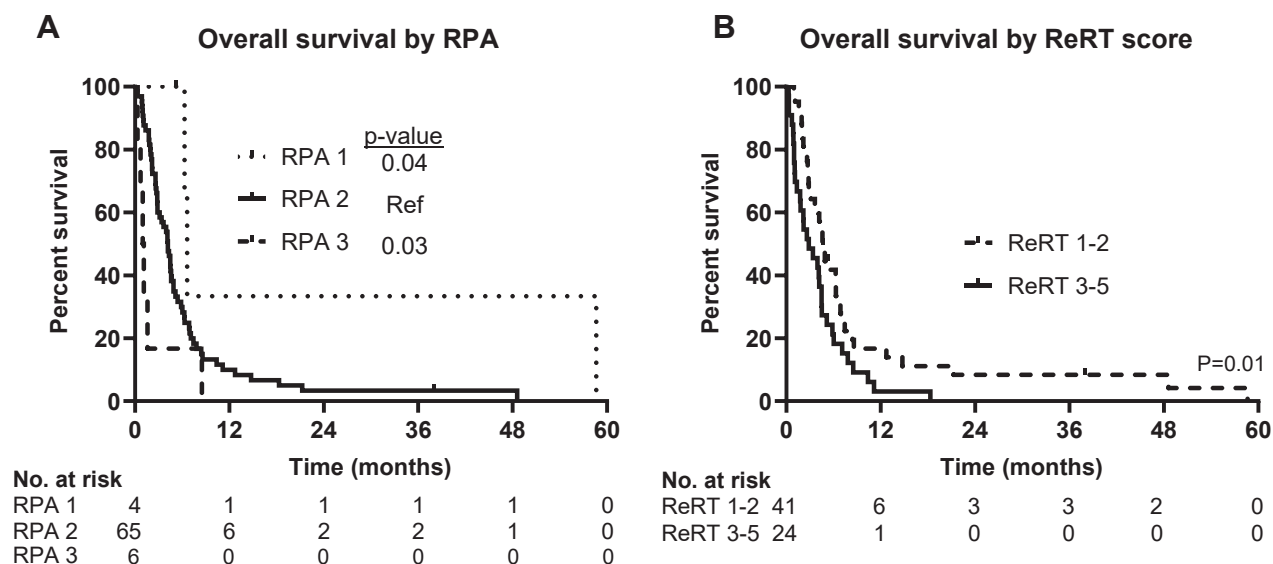 A
Overall survival by RPA
Percent survival
100
80
60
40
20
0
p-value
RPA 1 0.04
RPA 2 Ref
RPA 3 0.03
0 12 24 36 48 60
Time (months)
No. at risk
RPA 1 4 1 1 1 1 0
RPA 2 65 6 2 2 1 0
RPA 3 6 0 0 0 0 0
B
Overall survival by ReRT score
Percent survival
100
80
60
40
20
0
ReRT 1-2
ReRT 3-5
P=0.01
0 12 24 36 48 60
Time (months)
No. at risk
ReRT 1-2 41 6 3 3 2 0
ReRT 3-5 24 1 0 0 0 0